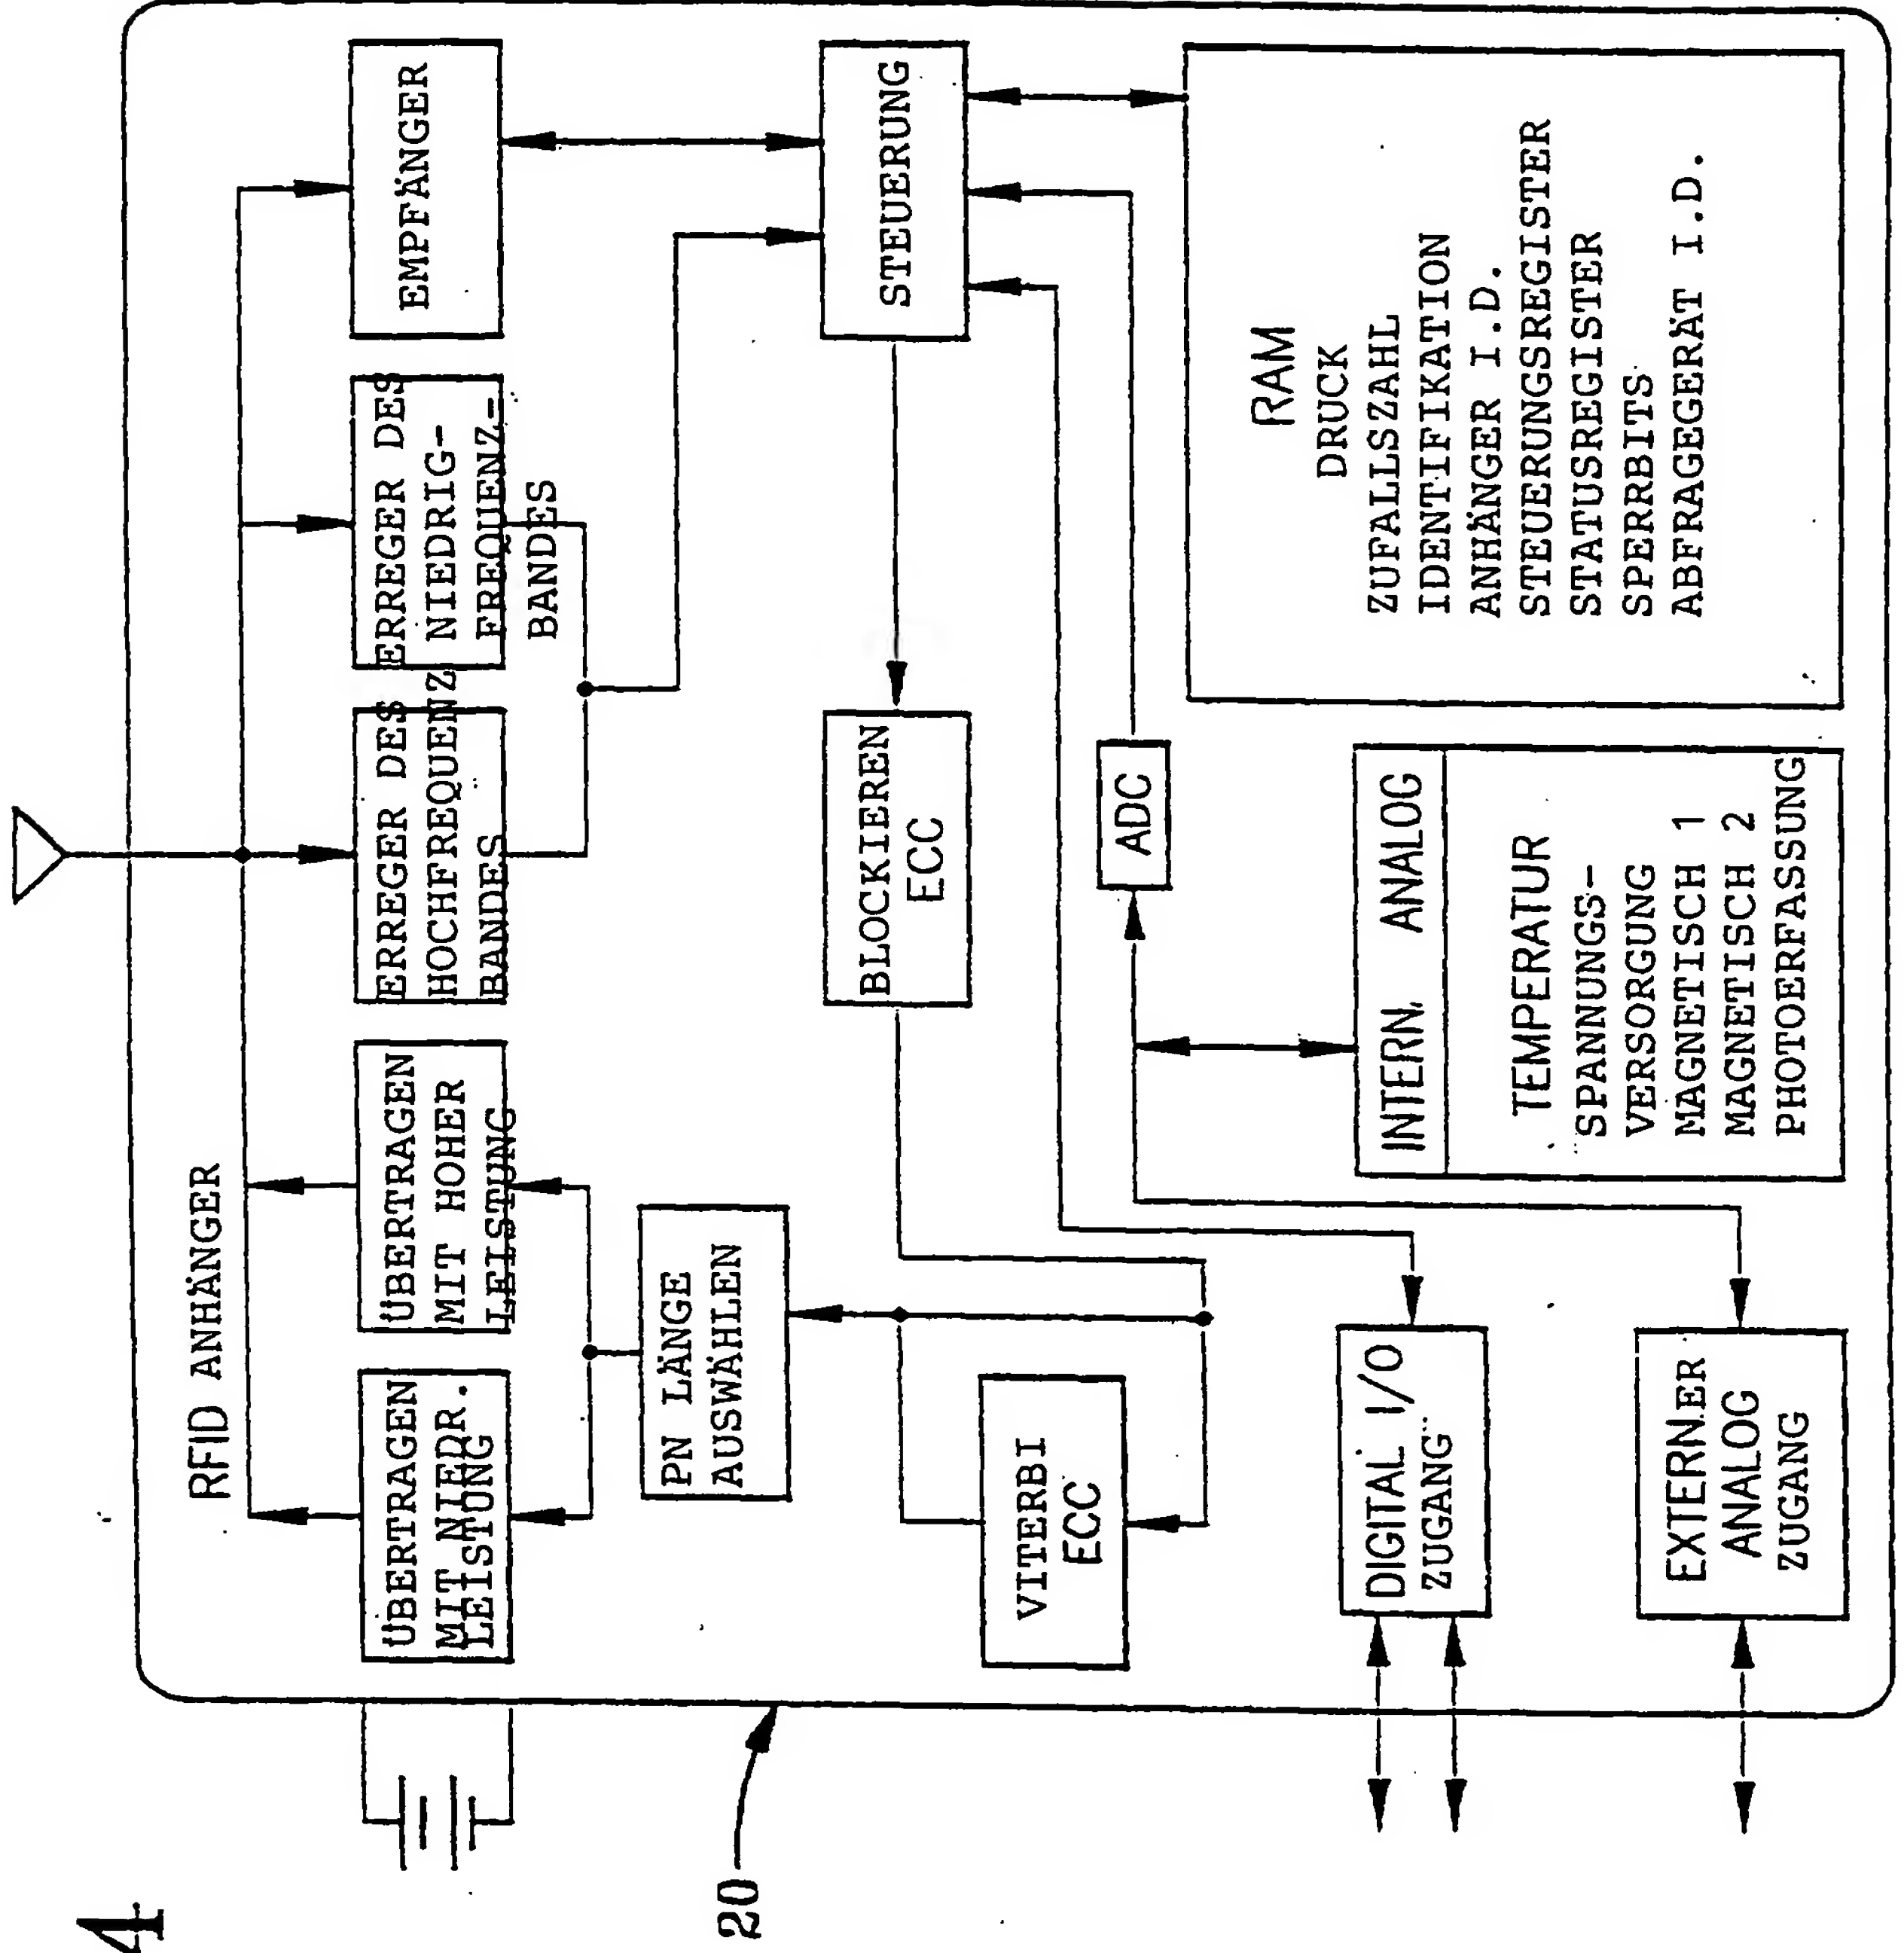 4
RFID ANHÄNGER
20
ÜBERTRAGEN
MIT NIEDR.
LEISTUNG
ÜBERTRAGEN
MIT HOHER
LEISTUNG
ERREGER DES
HOCHFREQUENZ
BANDES
ERREGER DES
NIEDRIG-
FREQUENZ-
BANDES
EMPFÄNGER
PN LÄNGE
AUSWÄHLEN
VITERBI
ECC
BLOCKIEREN
ECC
STEUERUNG
ADC
DIGITAL I/O
ZUGANG
EXTERNER
ANALOG
ZUGANG
INTERN. ANALOG
TEMPERATUR
SPANNUNGS-
VERSORGUNG
MAGNETISCH 1
MAGNETISCH 2
PHOTOERFASSUNG
RAM
DRUCK
ZUFALLSZAHL
IDENTIFIKATION
ANHÄNGER I.D.
STEUERUNGSREGISTER
STATUSREGISTER
SPERRBITS
ABFRAGEGERÄT I.D.